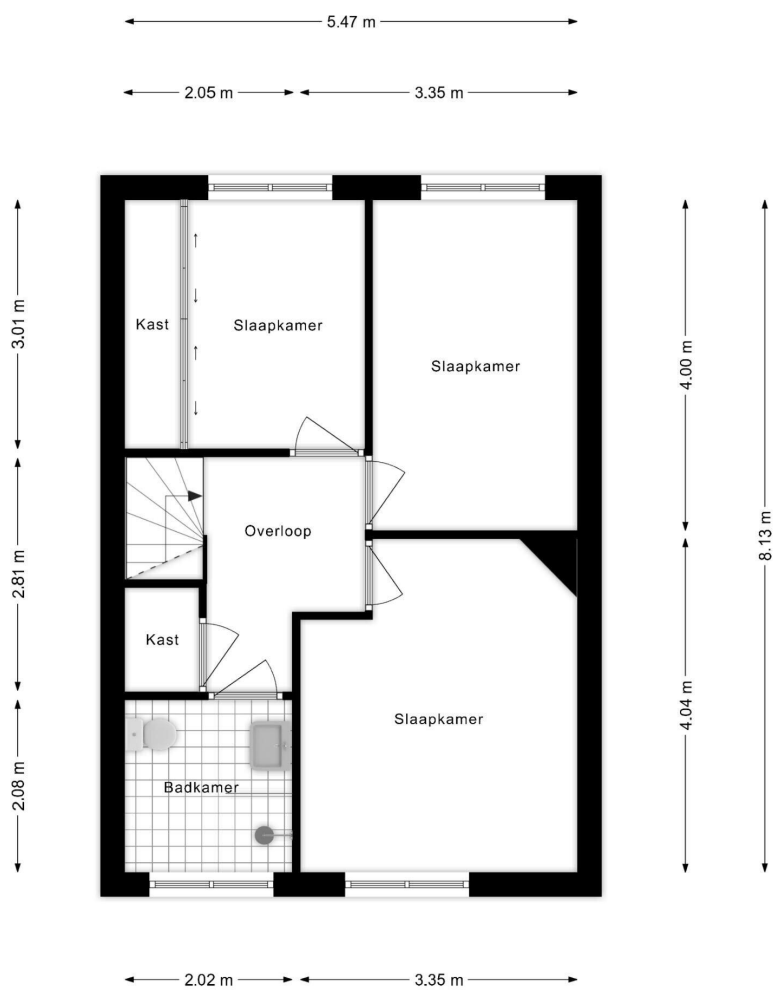 5.47 m
2.05 m
3.35 m
3.01 m
Kast
Slaapkamer
Slaapkamer
4.00 m
8.13 m
2.81 m
Overloop
Kast
Slaapkamer
4.04 m
2.08 m
Badkamer
2.02 m
3.35 m